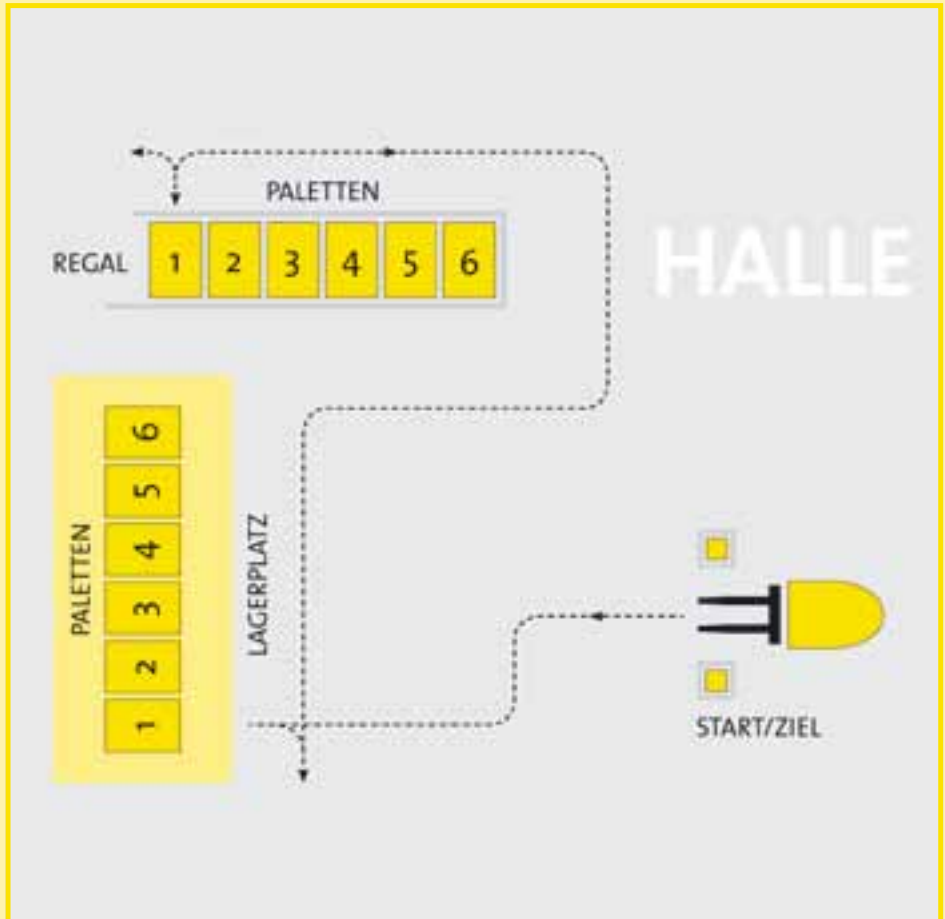 PALETTEN
REGAL 1 2 3 4 5 6
HALLE
PALETTEN
6
5
4
3
2
1
LAGERPLATZ
START/ZIEL